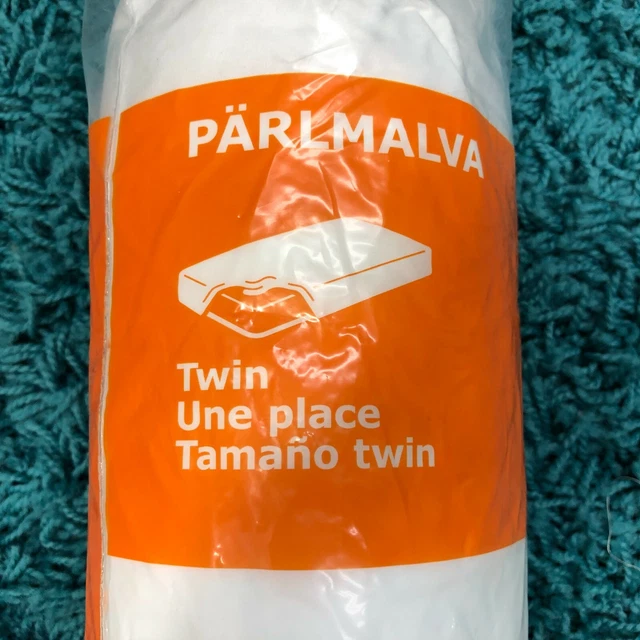 PÄRLMALVA
Twin
Une place
Tamaño twin